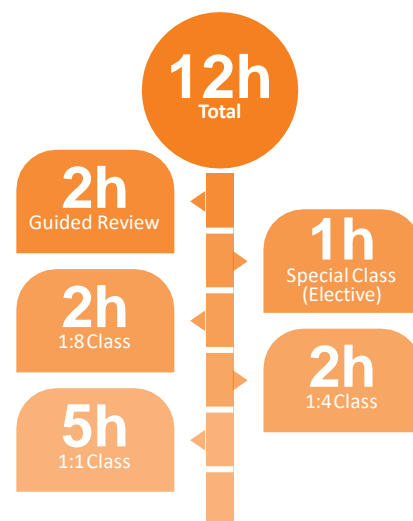 12h
Total
2h
Guided Review
1h
Special Class
(Elective)
2h
1:8 Class
2h
1:4 Class
5h
1:1 Class